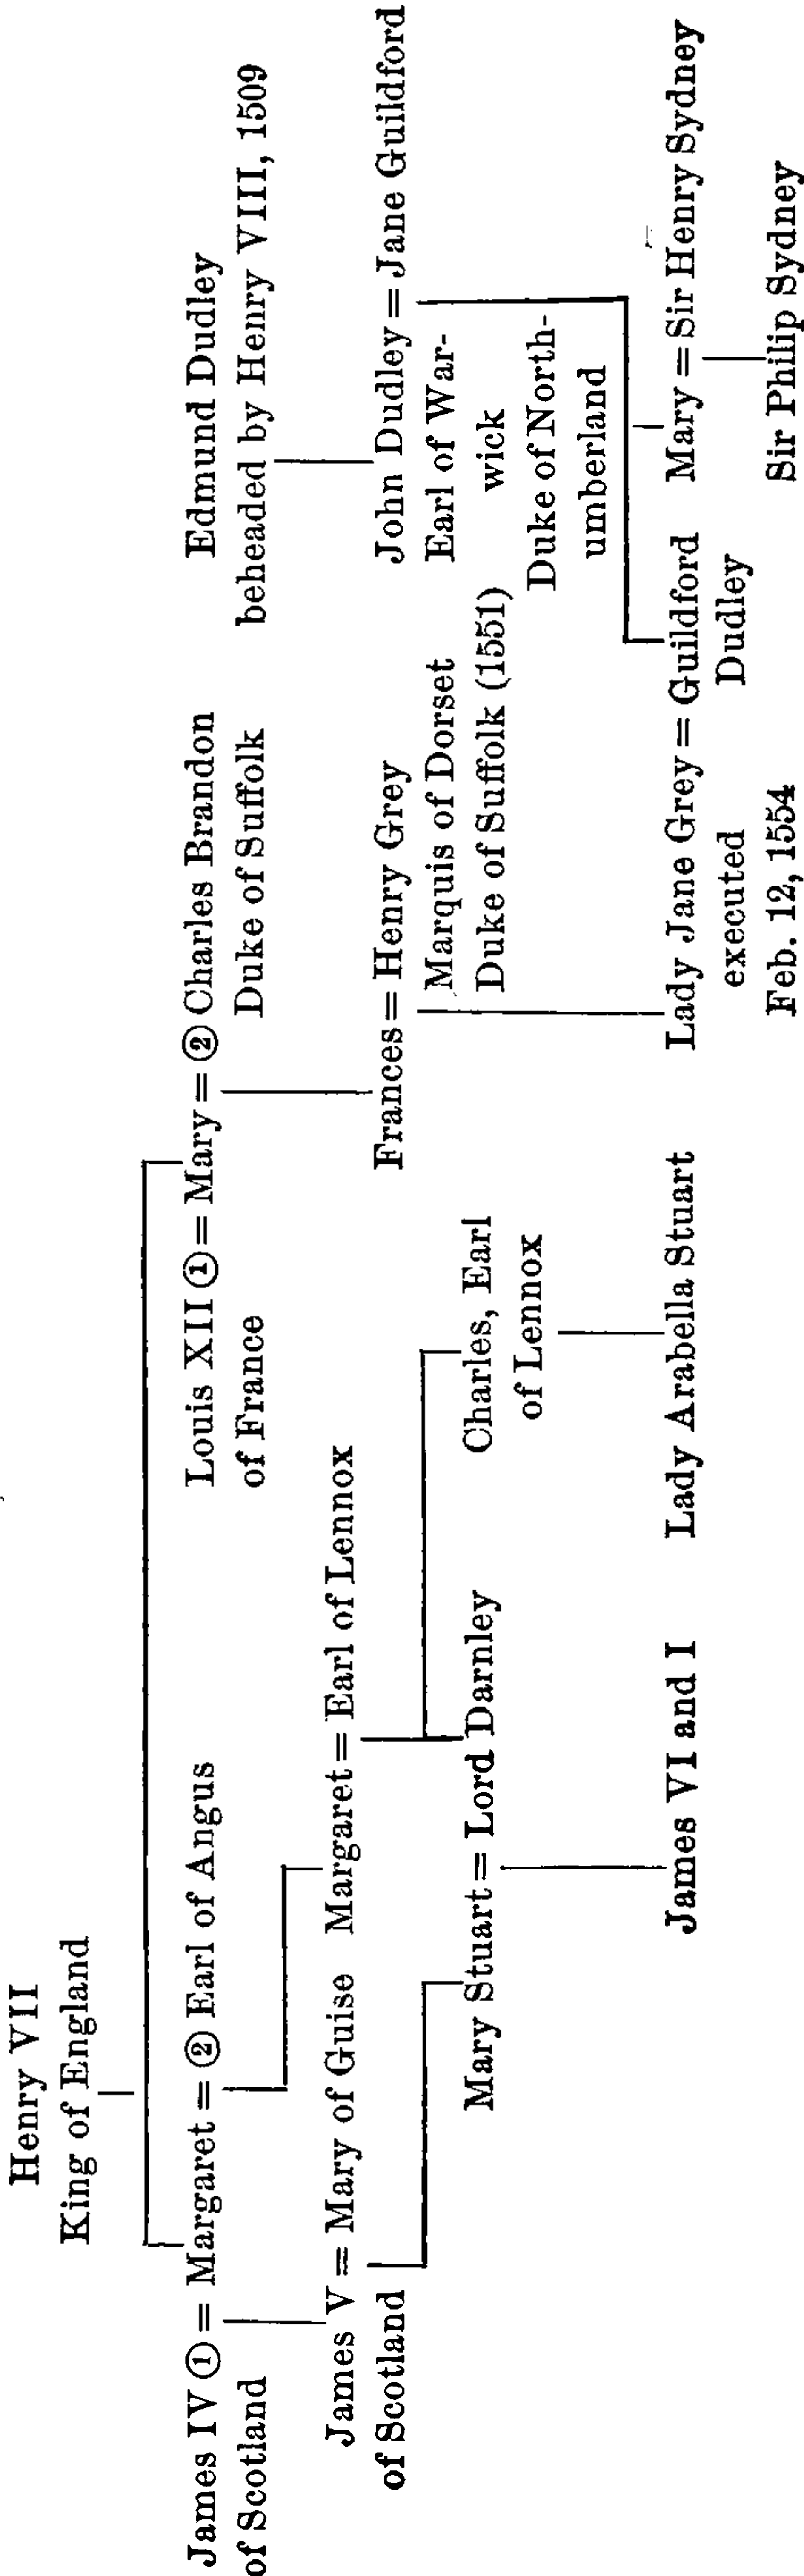 Henry VII
King of England
James IV ① = Margaret = ② Earl of Angus
of Scotland
Louis XII ① = Mary = ② Charles Brandon
of France
Duke of Suffolk
Edmund Dudley
beheaded by Henry VIII, 1509
James V = Mary of Guise
of Scotland
Margaret = Earl of Lennox
Frances = Henry Grey
Marquis of Dorset
Duke of Suffolk (1551)
John Dudley = Jane Guildford
Earl of War-
wick
Duke of North-
umberland
Mary Stuart = Lord Darnley
Charles, Earl
of Lennox
James VI and I
Lady Arabella Stuart
Lady Jane Grey = Guildford
executed
Feb. 12, 1554
Dudley
Mary = Sir Henry Sydney
Sir Philip Sydney